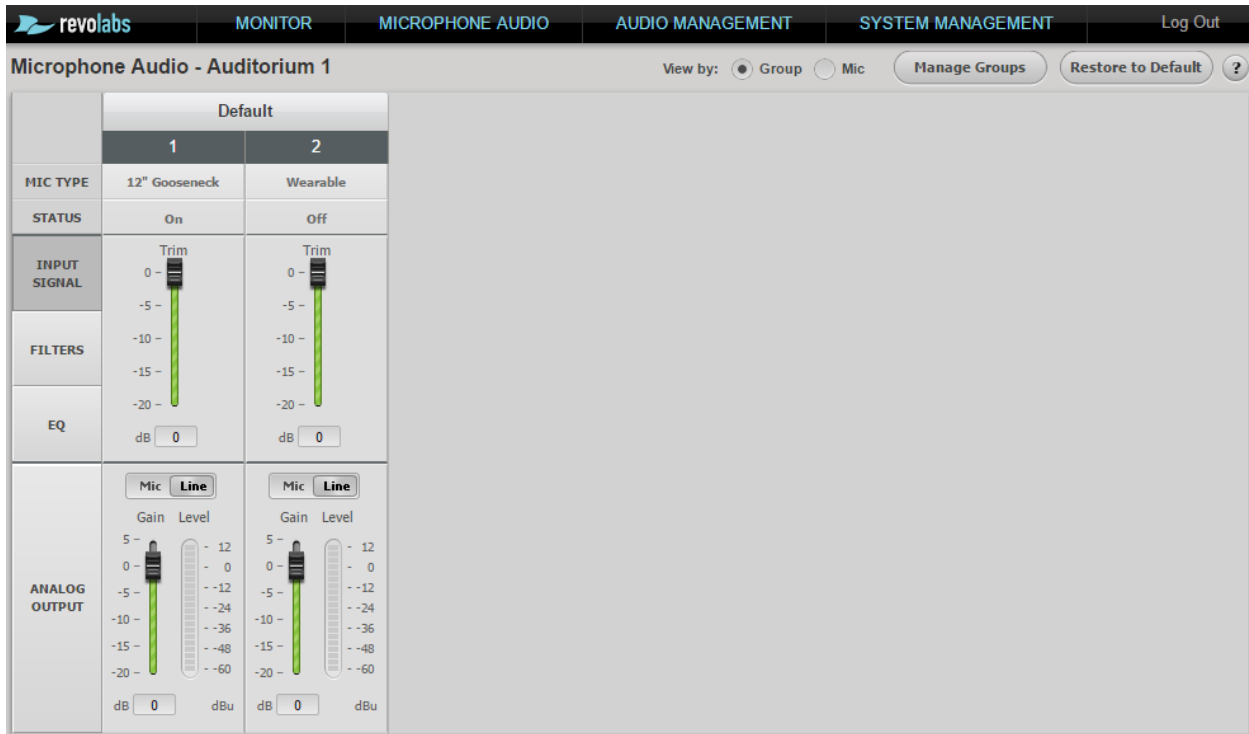 revolabs MONITOR MICROPHONE AUDIO AUDIO MANAGEMENT SYSTEM MANAGEMENT Log Out
Microphone Audio - Auditorium 1 View by: Group Mic Manage Groups Restore to Default ?
Default
1 2
MIC TYPE 12" Gooseneck Wearable
STATUS On Off
INPUT
SIGNAL
FILTERS
EQ
Trim Trim
0 0
-5 -5
-10 -10
-15 -15
-20 -20
dB 0 dB 0
ANALOG
OUTPUT
Mic Line Mic Line
Gain Level Gain Level
5 12 5 12
0 0 0 0
-5 -12 -5 -12
-24 -24
-10 -36 -10 -36
-15 -48 -15 -48
-20 -60 -20 -60
dB 0 dBu dB 0 dBu